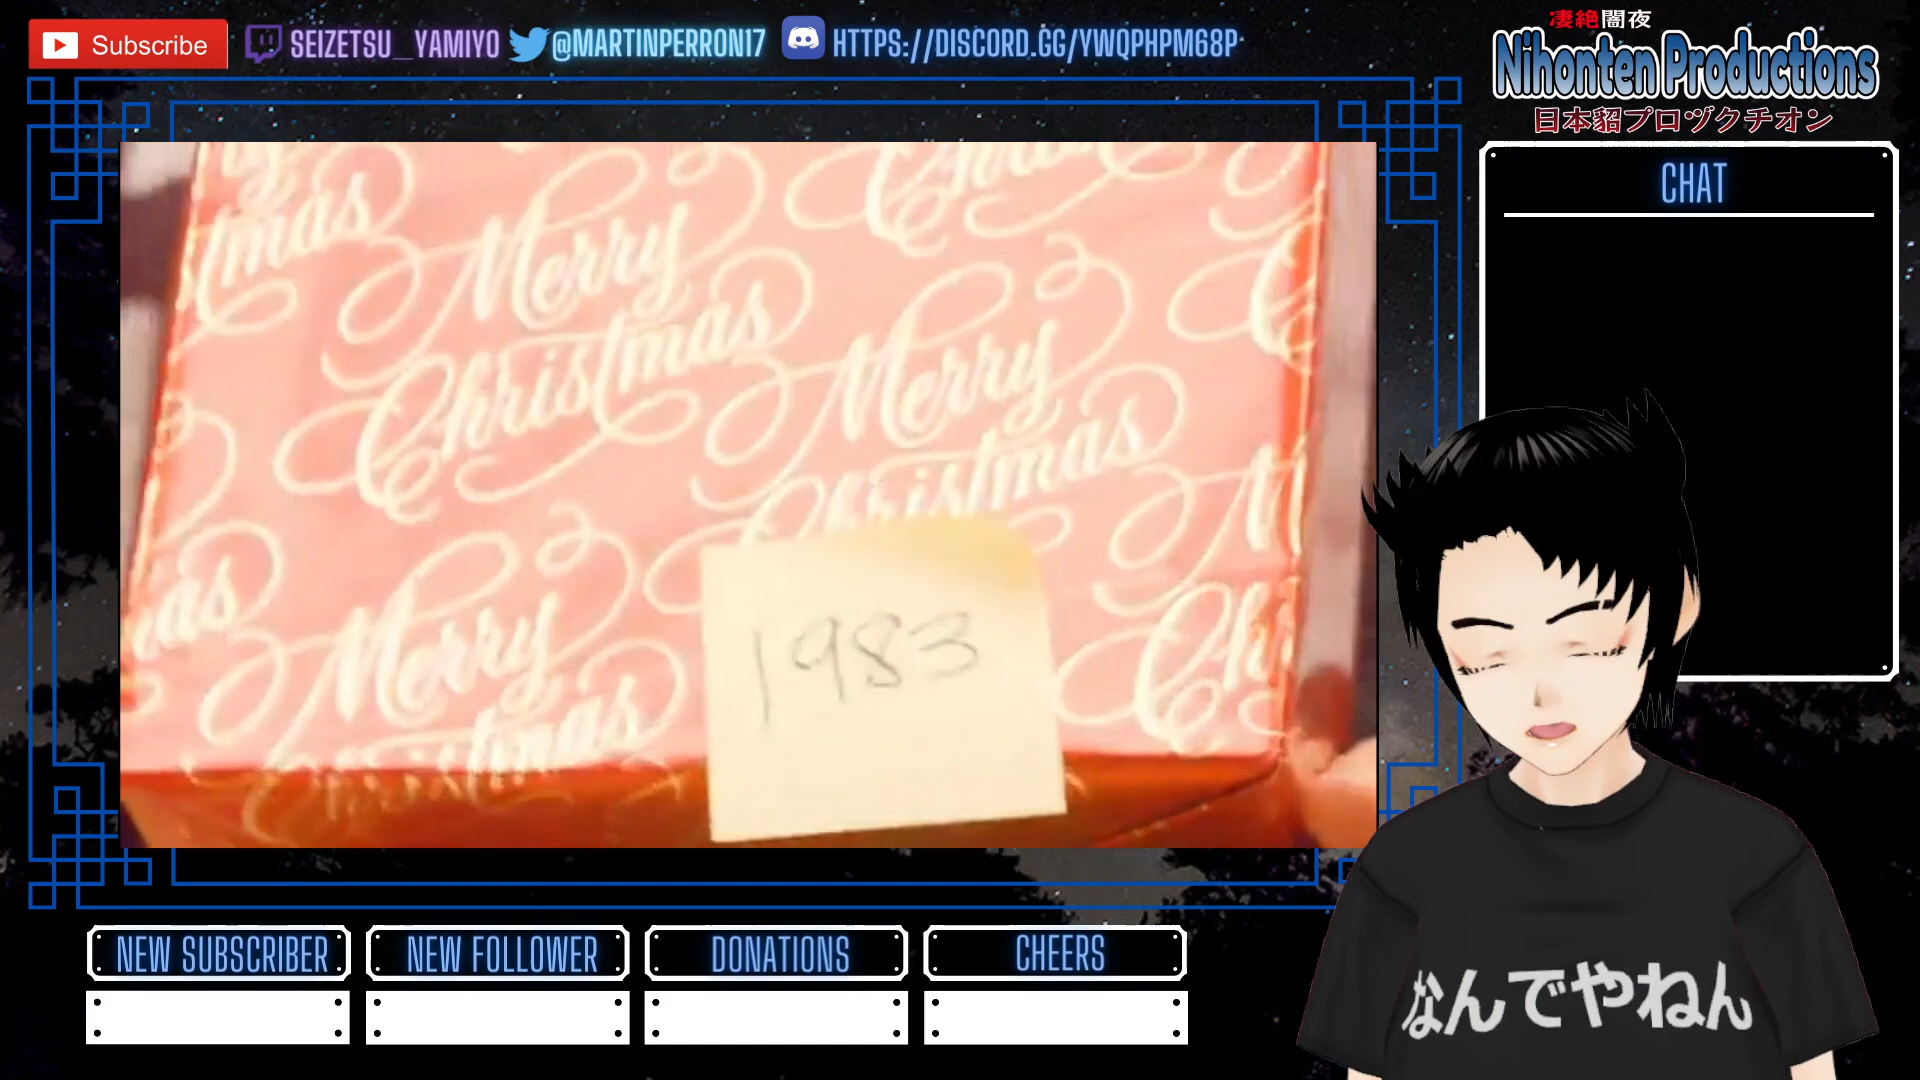 Subscribe
SEIZETSU_YAMIYO
@MARTINPERRON17
HTTPS://DISCORD.GG/YWQPHPM68P
凄絶闇夜
Nihonten Productions
日本貂プロヅクチオン
CHAT
Merry
Christmas
Merry
Christmas
Merry
Christmas
1983
なんでやねん
NEW SUBSCRIBER
NEW FOLLOWER
DONATIONS
CHEERS